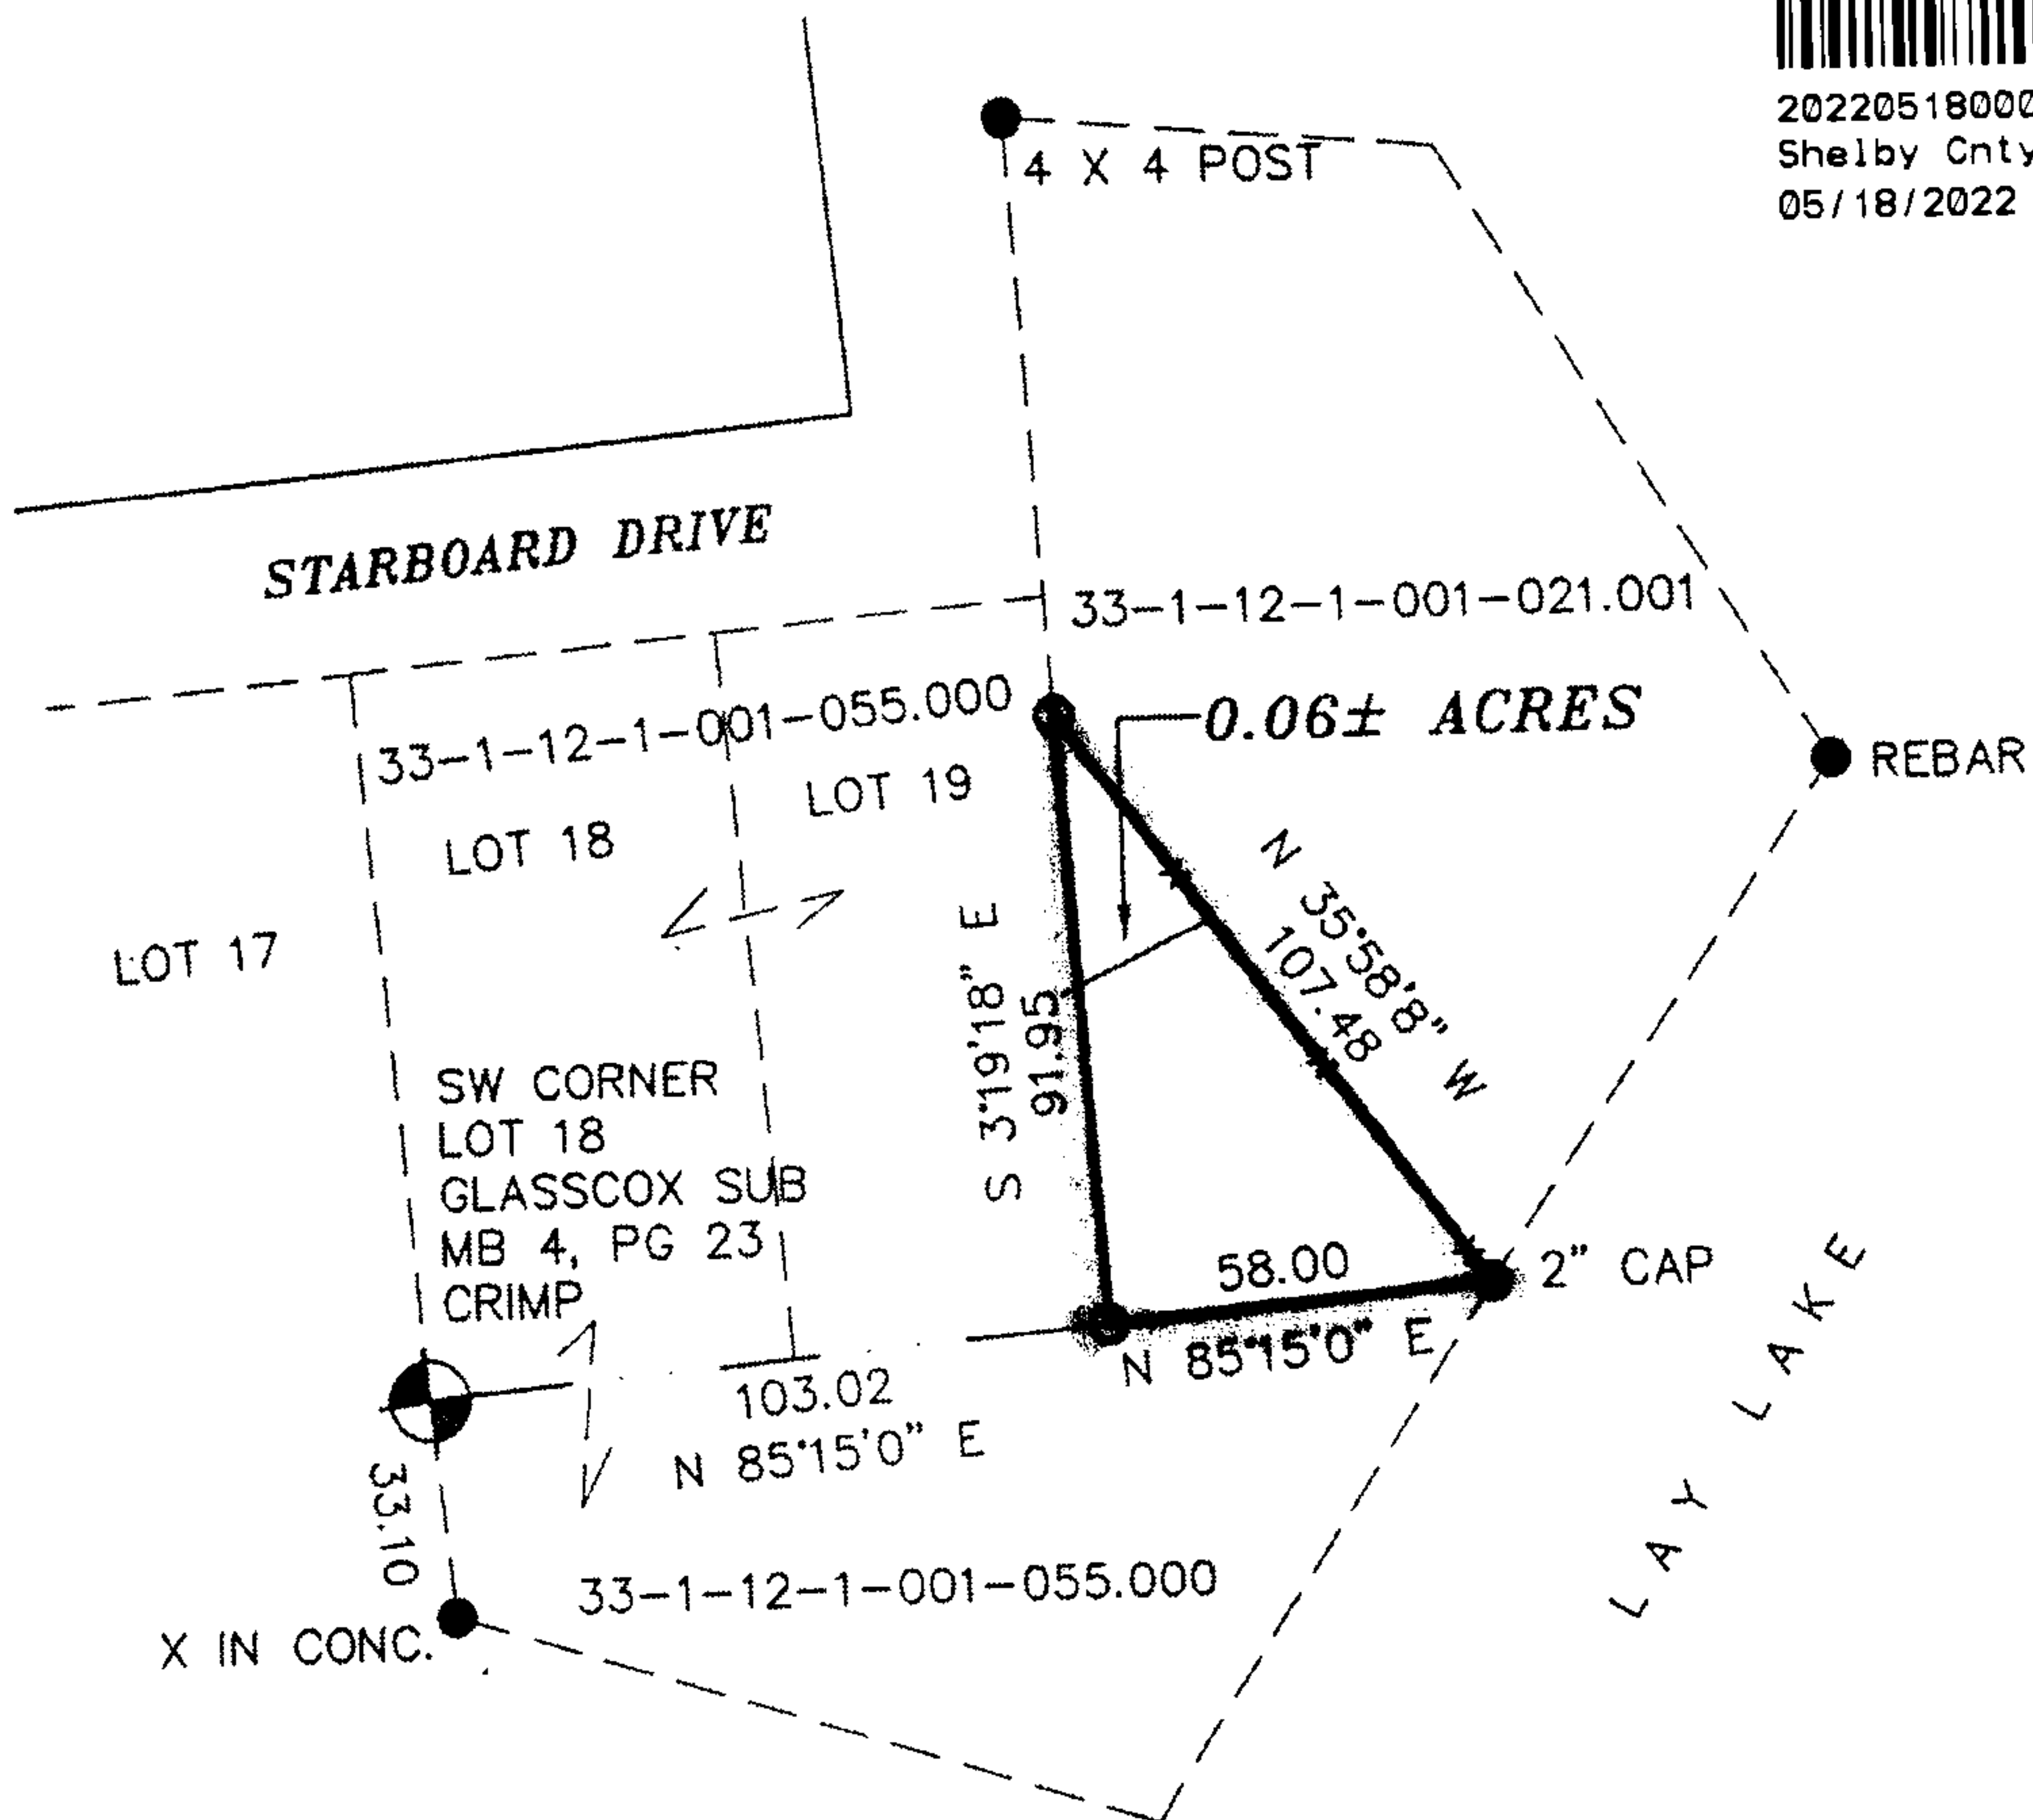 20220518000
Shelby Cnty
05/18/2022
4 X 4 POST
STARBOARD DRIVE
33-1-12-1-001-021.001
33-1-12-1-001-055.000
0.06± ACRES
REBAR
LOT 19
LOT 18
LOT 17
N 35°58'8" W
107.48
S 3°19'18" E
91.95
SW CORNER
LOT 18
GLASSCOX SUB
MB 4, PG 23
CRIMP
58.00
N 85°15'0" E
2" CAP
LAY LAKE
103.02
N 85°15'0" E
33.10
33-1-12-1-001-055.000
X IN CONC.